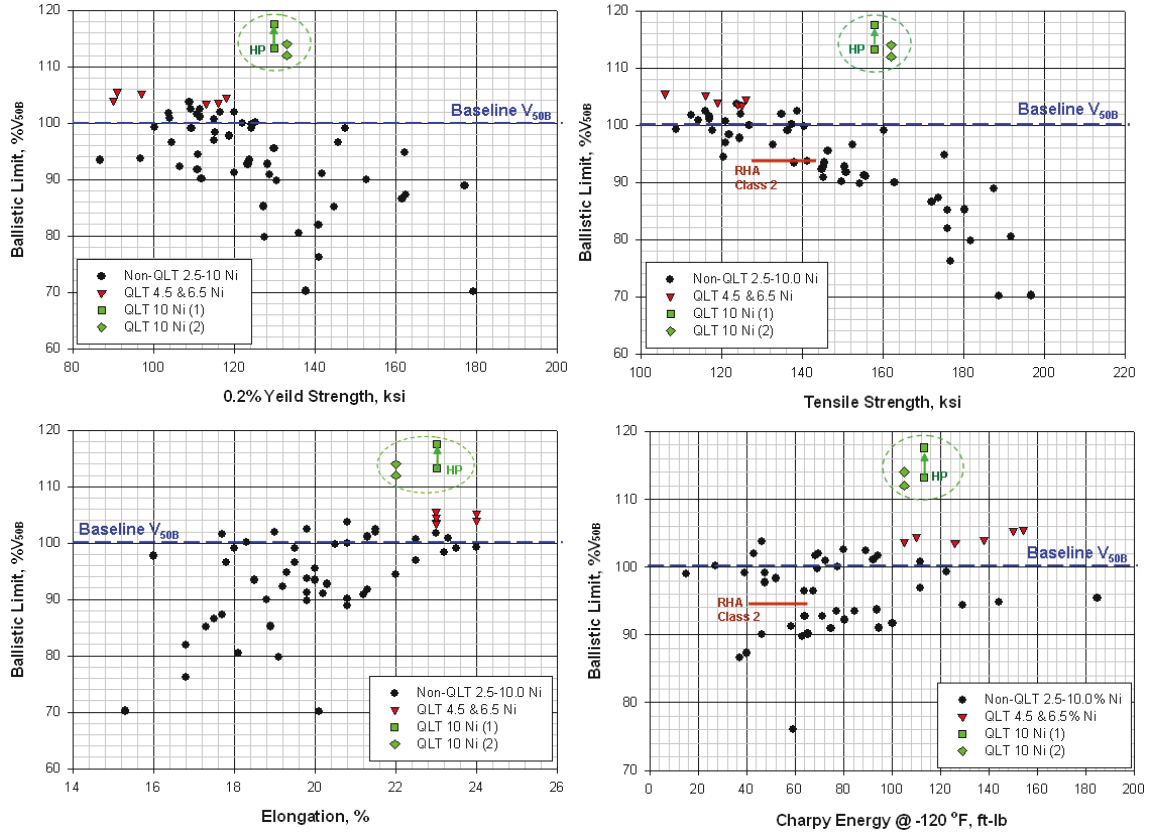 120
110
100
90
80
70
60
Ballistic Limit, %V50B
HP
Baseline V50B
Non-QLT 2.5-10 Ni
QLT 4.5 & 6.5 Ni
QLT 10 Ni (1)
QLT 10 Ni (2)
80 100 120 140 160 180 200
0.2% Yeild Strength, ksi
120
110
100
90
80
70
60
Ballistic Limit, %V50B
HP
Baseline V50B
RHA
Class 2
Non-QLT 2.5-10.0 Ni
QLT 4.5 & 6.5 Ni
QLT 10 Ni (1)
QLT 10 Ni (2)
100 120 140 160 180 200 220
Tensile Strength, ksi
120
110
100
90
80
70
60
Ballistic Limit, %V50B
HP
Baseline V50B
Non-QLT 2.5-10.0 Ni
QLT 4.5 & 6.5 Ni
QLT 10 Ni (1)
QLT 10 Ni (2)
14 16 18 20 22 24 26
Elongation, %
120
110
100
90
80
70
Ballistic Limit, %V50B
HP
Baseline V50B
RHA
Class 2
Non-QLT 2.5-10.0% Ni
QLT 4.5 & 6.5% Ni
QLT 10 Ni (1)
QLT 10 Ni (2)
0 20 40 60 80 100 120 140 160 180 200
Charpy Energy @ -120 °F, ft-lb